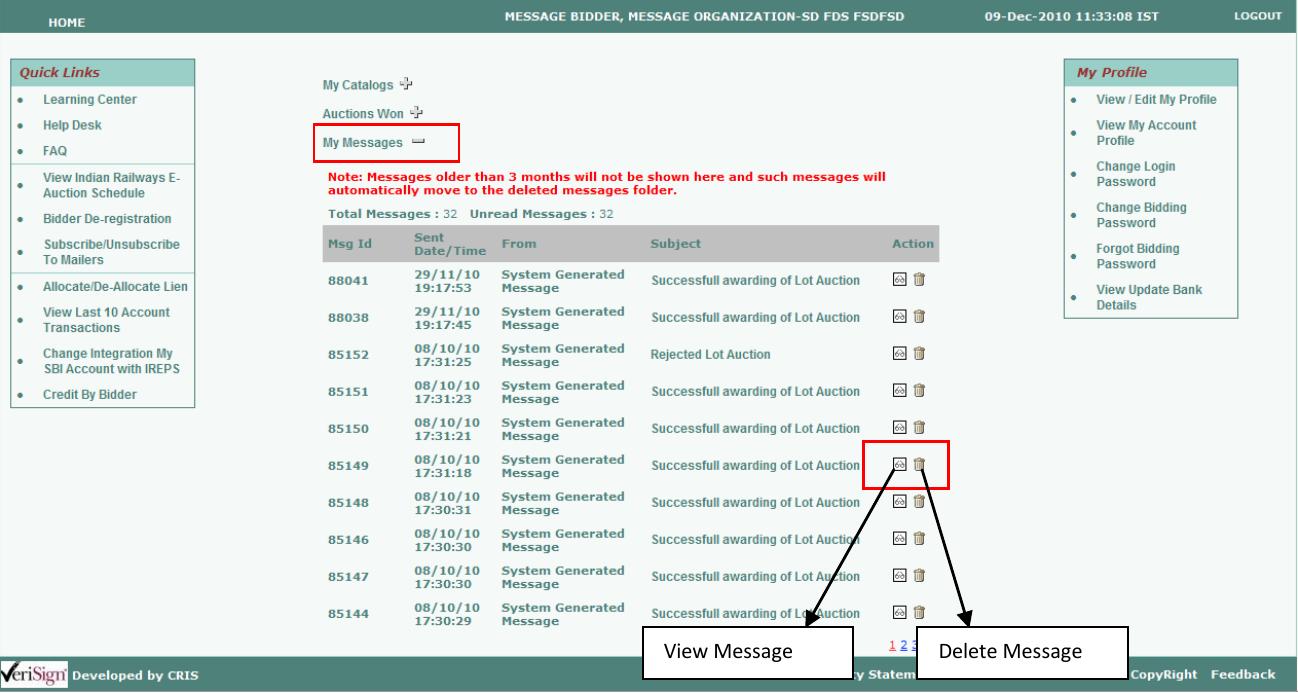 HOME
MESSAGE BIDDER, MESSAGE ORGANIZATION-SD FDS FSDFSD
09-Dec-2010 11:33:08 IST
LOGOUT
Quick Links
Learning Center
Help Desk
FAQ
View Indian Railways E-
Auction Schedule
Bidder De-registration
Subscribe/Unsubscribe
To Mailers
Allocate/De-Allocate Lien
View Last 10 Account
Transactions
Change Integration My
SBI Account with IREPS
Credit By Bidder
My Catalogs
Auctions Won
My Messages
Note: Messages older than 3 months will not be shown here and such messages will
automatically move to the deleted messages folder.
Total Messages : 32 Unread Messages : 32
Msg Id Sent Date/Time From Subject Action
88041 29/11/10 19:17:53 System Generated Message Successfull awarding of Lot Auction
88038 29/11/10 19:17:45 System Generated Message Successfull awarding of Lot Auction
85152 08/10/10 17:31:25 System Generated Message Rejected Lot Auction
85151 08/10/10 17:31:23 System Generated Message Successfull awarding of Lot Auction
85150 08/10/10 17:31:21 System Generated Message Successfull awarding of Lot Auction
85149 08/10/10 17:31:18 System Generated Message Successfull awarding of Lot Auction
85148 08/10/10 17:30:31 System Generated Message Successfull awarding of Lot Auction
85146 08/10/10 17:30:30 System Generated Message Successfull awarding of Lot Auction
85147 08/10/10 17:30:30 System Generated Message Successfull awarding of Lot Auction
85144 08/10/10 17:30:29 System Generated Message Successfull awarding of Lot Auction
1 2
View Message
Delete Message
My Profile
View / Edit My Profile
View My Account
Profile
Change Login
Password
Change Bidding
Password
Forgot Bidding
Password
View Update Bank
Details
VeriSign Developed by CRIS
CopyRight Feedback